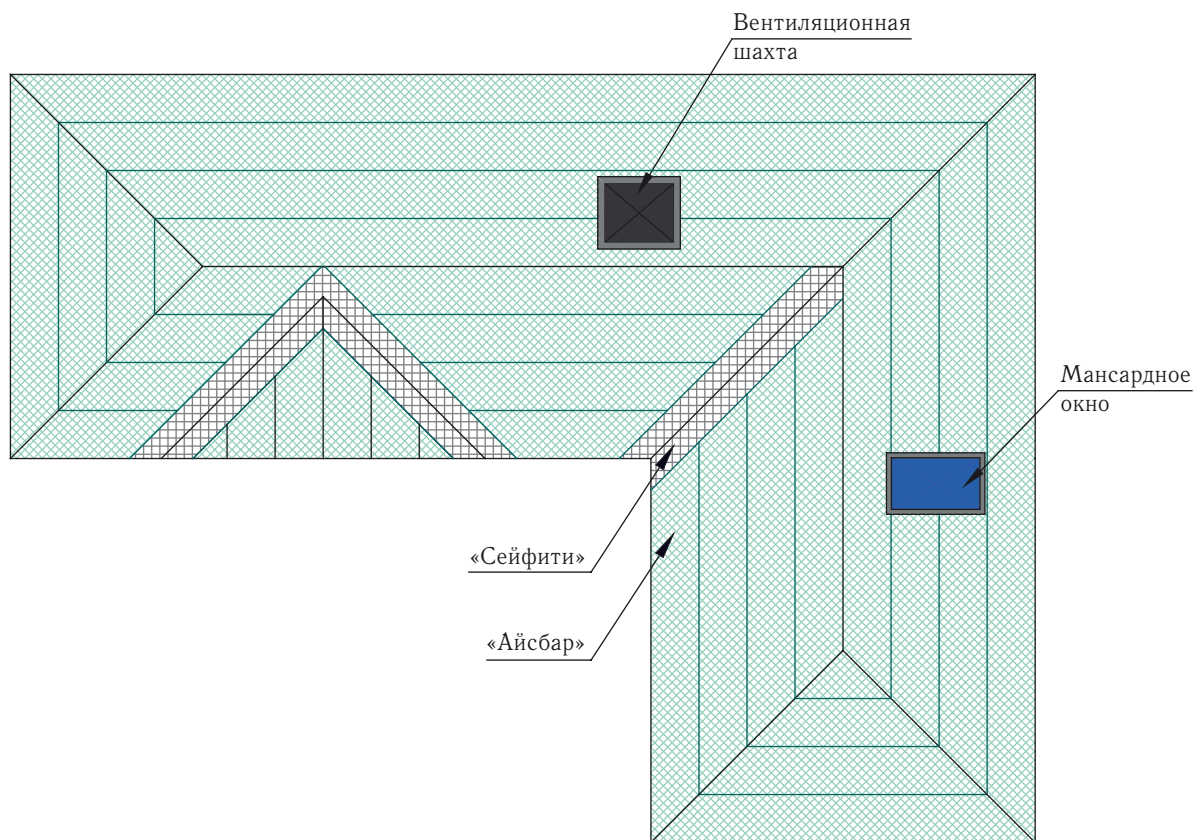 Вентиляционная
шахта
Мансардное
окно
«Сейфити»
«Айсбар»